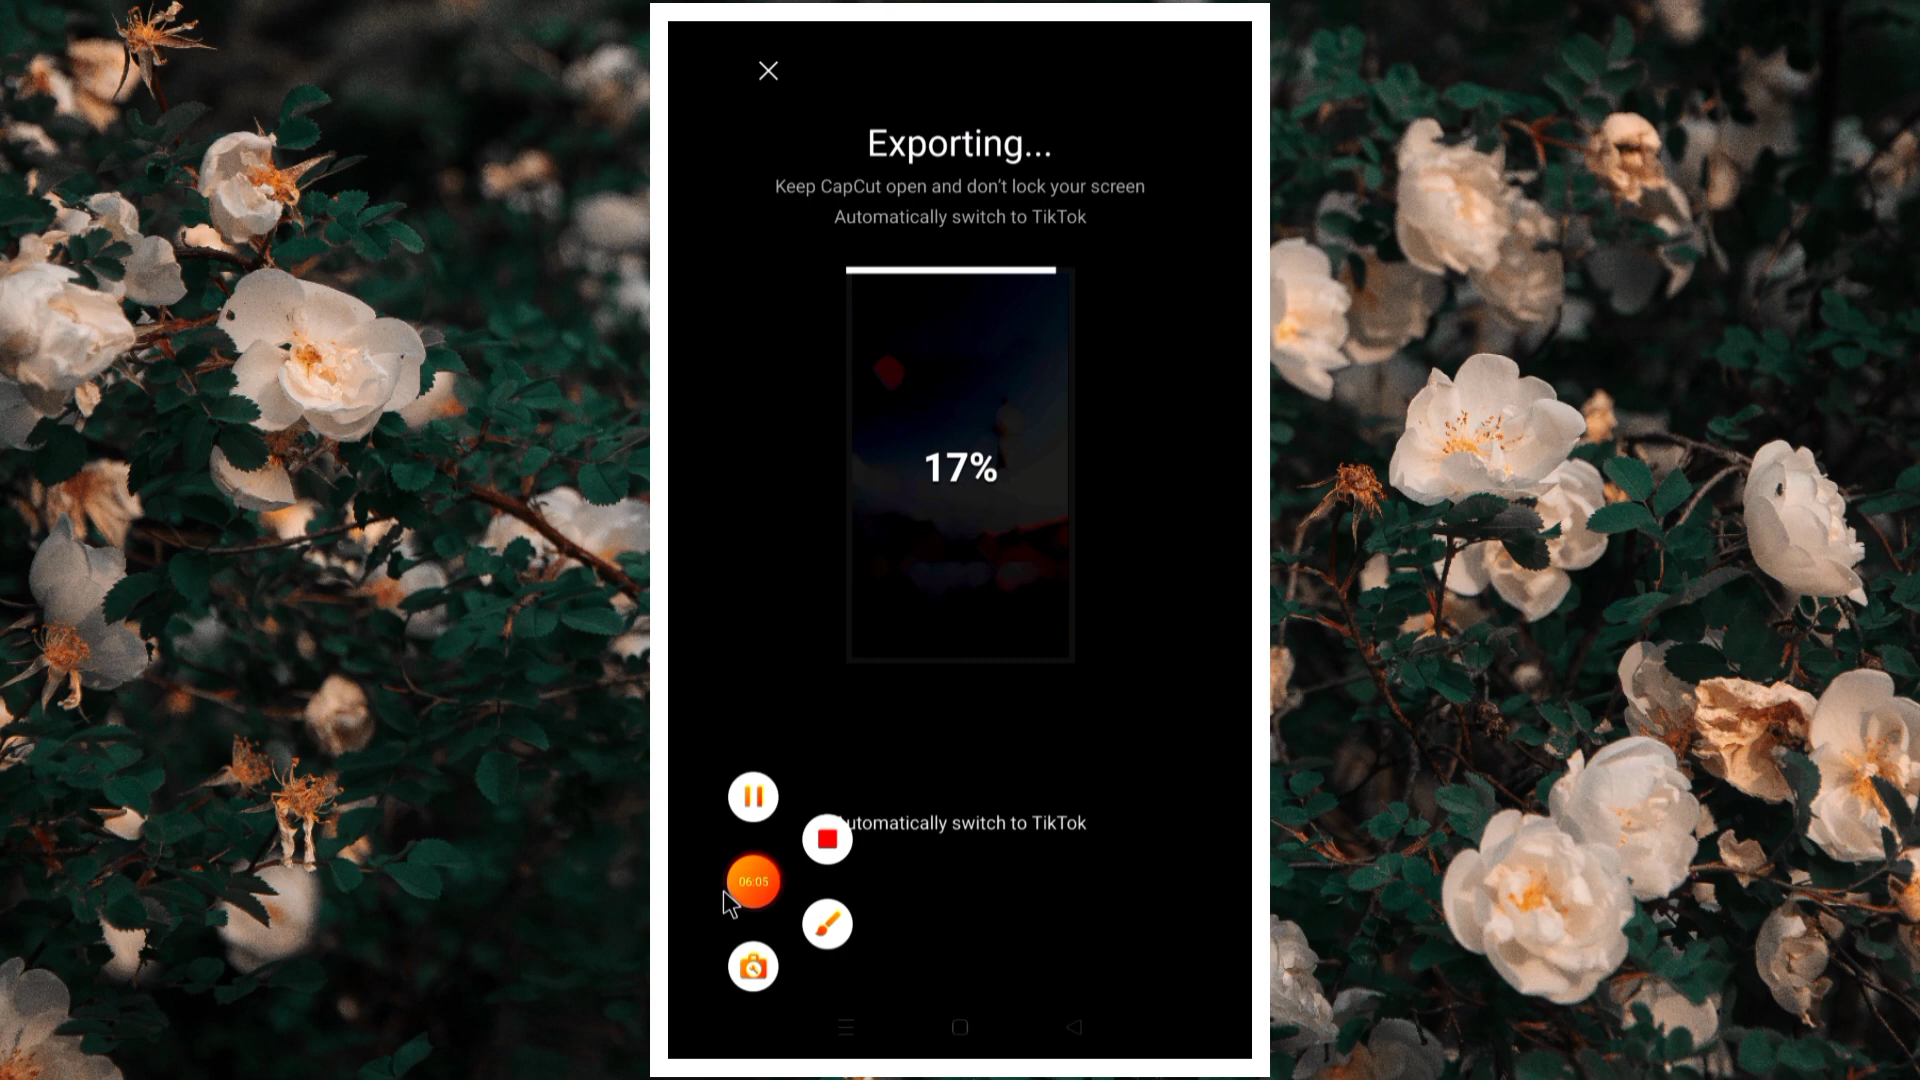 Exporting...
Keep CapCut open and don't lock your screen
Automatically switch to TikTok
17%
utomatically switch to TikTok
06:05